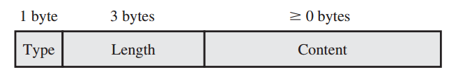 1 byte 3 bytes ≥ 0 bytes
Type Length Content